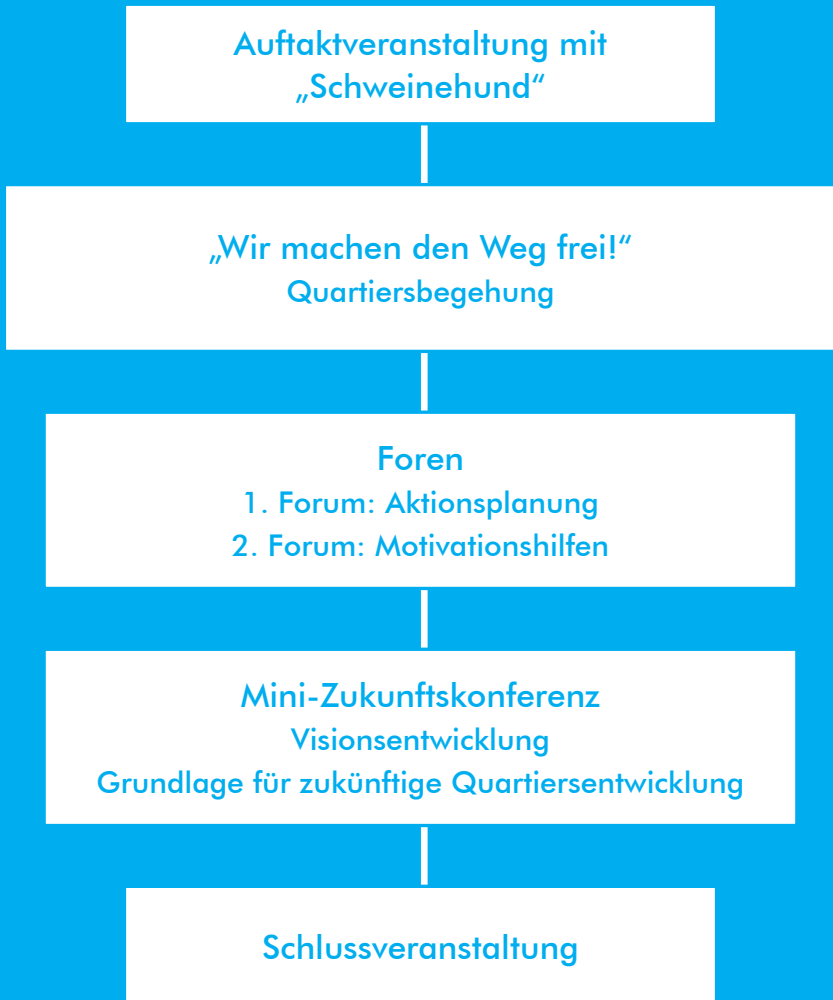 Auftaktveranstaltung mit
„Schweinehund“
„Wir machen den Weg frei!“
Quartiersbegehung
Foren
1. Forum: Aktionsplanung
2. Forum: Motivationshilfen
Mini-Zukunftskonferenz
Visionsentwicklung
Grundlage für zukünftige Quartiersentwicklung
Schlussveranstaltung